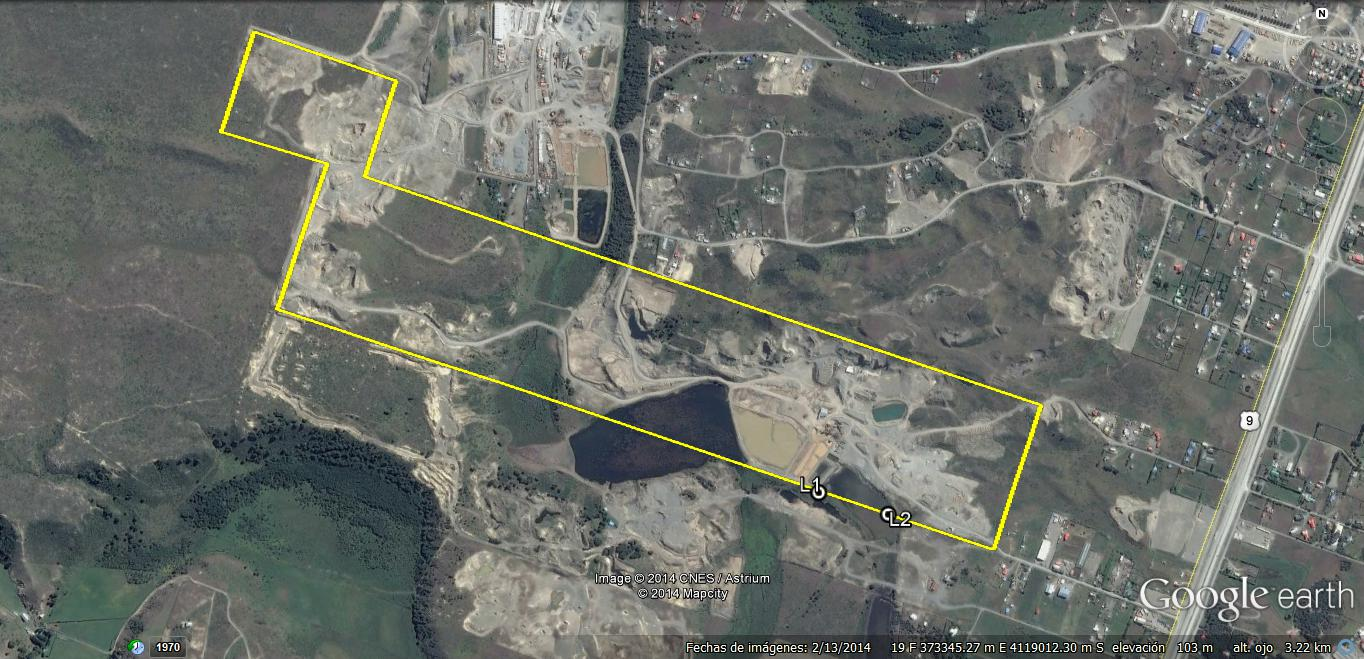 N
9
L1
L2
Image © 2014 CNES / Astrium
© 2014 Mapcity
Google earth
1970
Fechas de imágenes: 2/13/2014 19 F 373345.27 m E 4119012.30 m S elevación 103 m alt. ojo 3.22 km